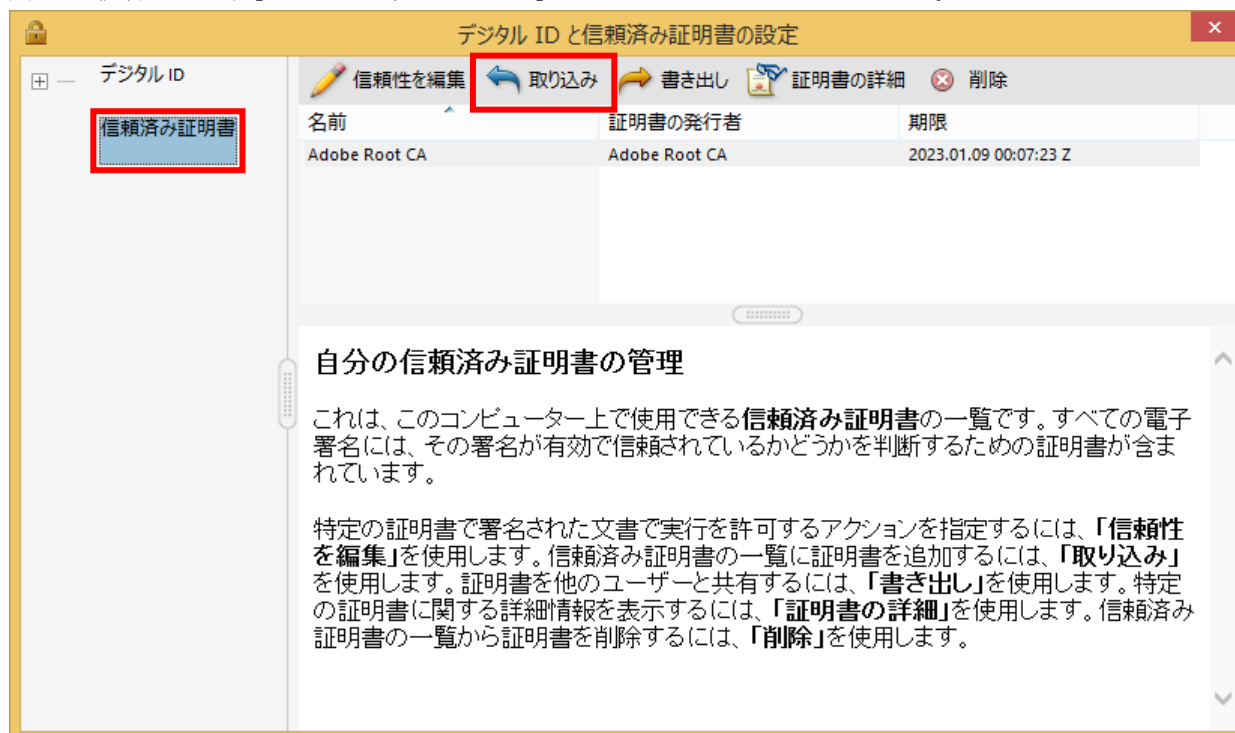 デジタル ID と信頼済み証明書の設定
デジタル ID
信頼済み証明書
信頼性を編集 取り込み 書き出し 証明書の詳細 削除
名前 証明書の発行者 期限
Adobe Root CA Adobe Root CA 2023.01.09 00:07:23 Z
自分の信頼済み証明書の管理
これは、このコンピューター上で使用できる信頼済み証明書の一覧です。すべての電子
署名には、その署名が有効で信頼されているかどうかを判断するための証明書が含ま
れています。
特定の証明書で署名された文書で実行を許可するアクションを指定するには、「信頼性
を編集」を使用します。信頼済み証明書の一覧に証明書を追加するには、「取り込み」
を使用します。証明書を他のユーザーと共有するには、「書き出し」を使用します。特定
の証明書に関する詳細情報を表示するには、「証明書の詳細」を使用します。信頼済み
証明書の一覧から証明書を削除するには、「削除」を使用します。